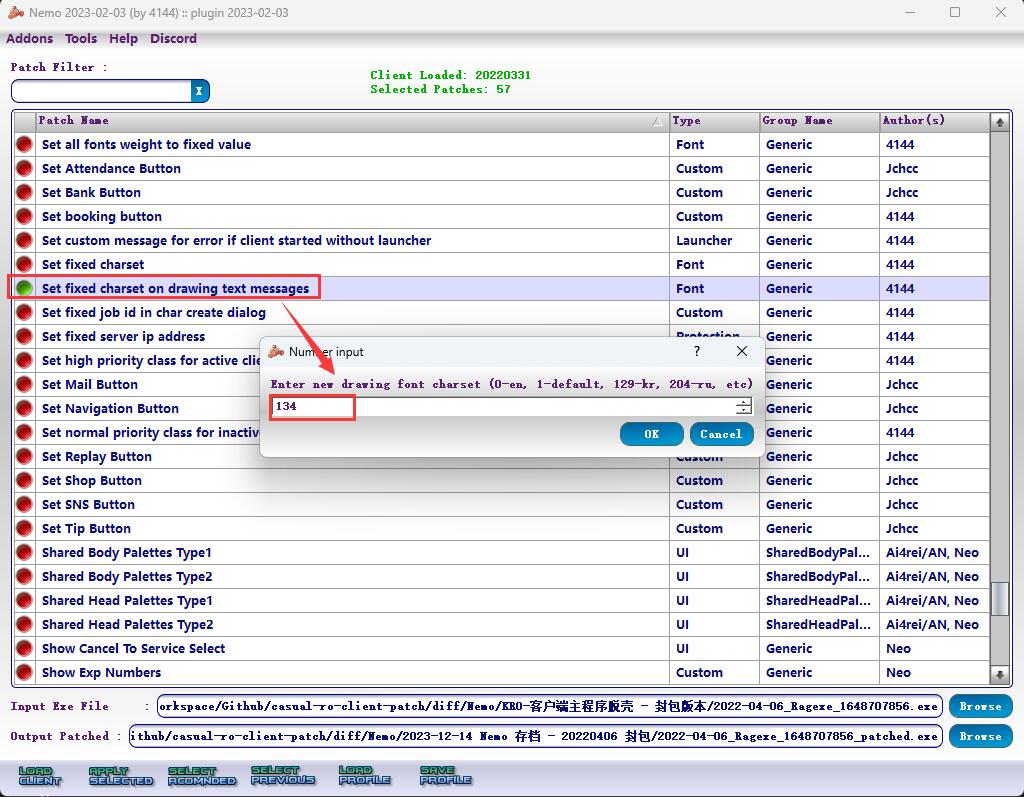 Nemo 2023-02-03 (by 4144) :: plugin 2023-02-03
Addons Tools Help Discord
Patch Filter :
X
Client Loaded: 20220331
Selected Patches: 57
Patch Name Type Group Name Author(s)
Set all fonts weight to fixed value Font Generic 4144
Set Attendance Button Custom Generic Jchcc
Set Bank Button Custom Generic Jchcc
Set booking button Custom Generic 4144
Set custom message for error if client started without launcher Launcher Generic 4144
Set fixed charset Font Generic 4144
Set fixed charset on drawing text messages Font Generic 4144
Set fixed job id in char create dialog Custom Generic 4144
Set fixed server ip address Protection Generic 4144
Set high priority class for active Generic 4144
Set Mail Button Generic Jchcc
Set Navigation Button Generic Jchcc
Set normal priority class for Generic 4144
Set Replay Button Custom Generic Jchcc
Set Shop Button Custom Generic Jchcc
Set SNS Button Custom Generic Jchcc
Set Tip Button Custom Generic Jchcc
Shared Body Palettes Type1 UI SharedBodyPal... Ai4rei/AN, Neo
Shared Body Palettes Type2 UI SharedBodyPal... Ai4rei/AN, Neo
Shared Head Palettes Type1 UI SharedHeadPal... Ai4rei/AN, Neo
Shared Head Palettes Type2 UI SharedHeadPal... Ai4rei/AN, Neo
Show Cancel To Service Select UI Generic Neo
Show Exp Numbers Custom Generic Neo
Number input ?
Enter new drawing font charset (0-en, 1-default, 129-kr, 204-ru, etc)
134
OK Cancel
Input Exe File : orkspace/Github/casual-ro-client-patch/diff/Nemo/KRO-客户端主程序脱壳 - 封包版本/2022-04-06_Ragexe_1648707856.exe Browse
Output Patched : ithub/casual-ro-client-patch/diff/Nemo/2023-12-14 Nemo 存档 - 20220406 封包/2022-04-06_Ragexe_1648707856_patched.exe Browse
LOAD CLIENT APPLY SELECTED SELECT RCOMNDED SELECT PREVIOUS LOAD PROFILE SAVE PROFILE